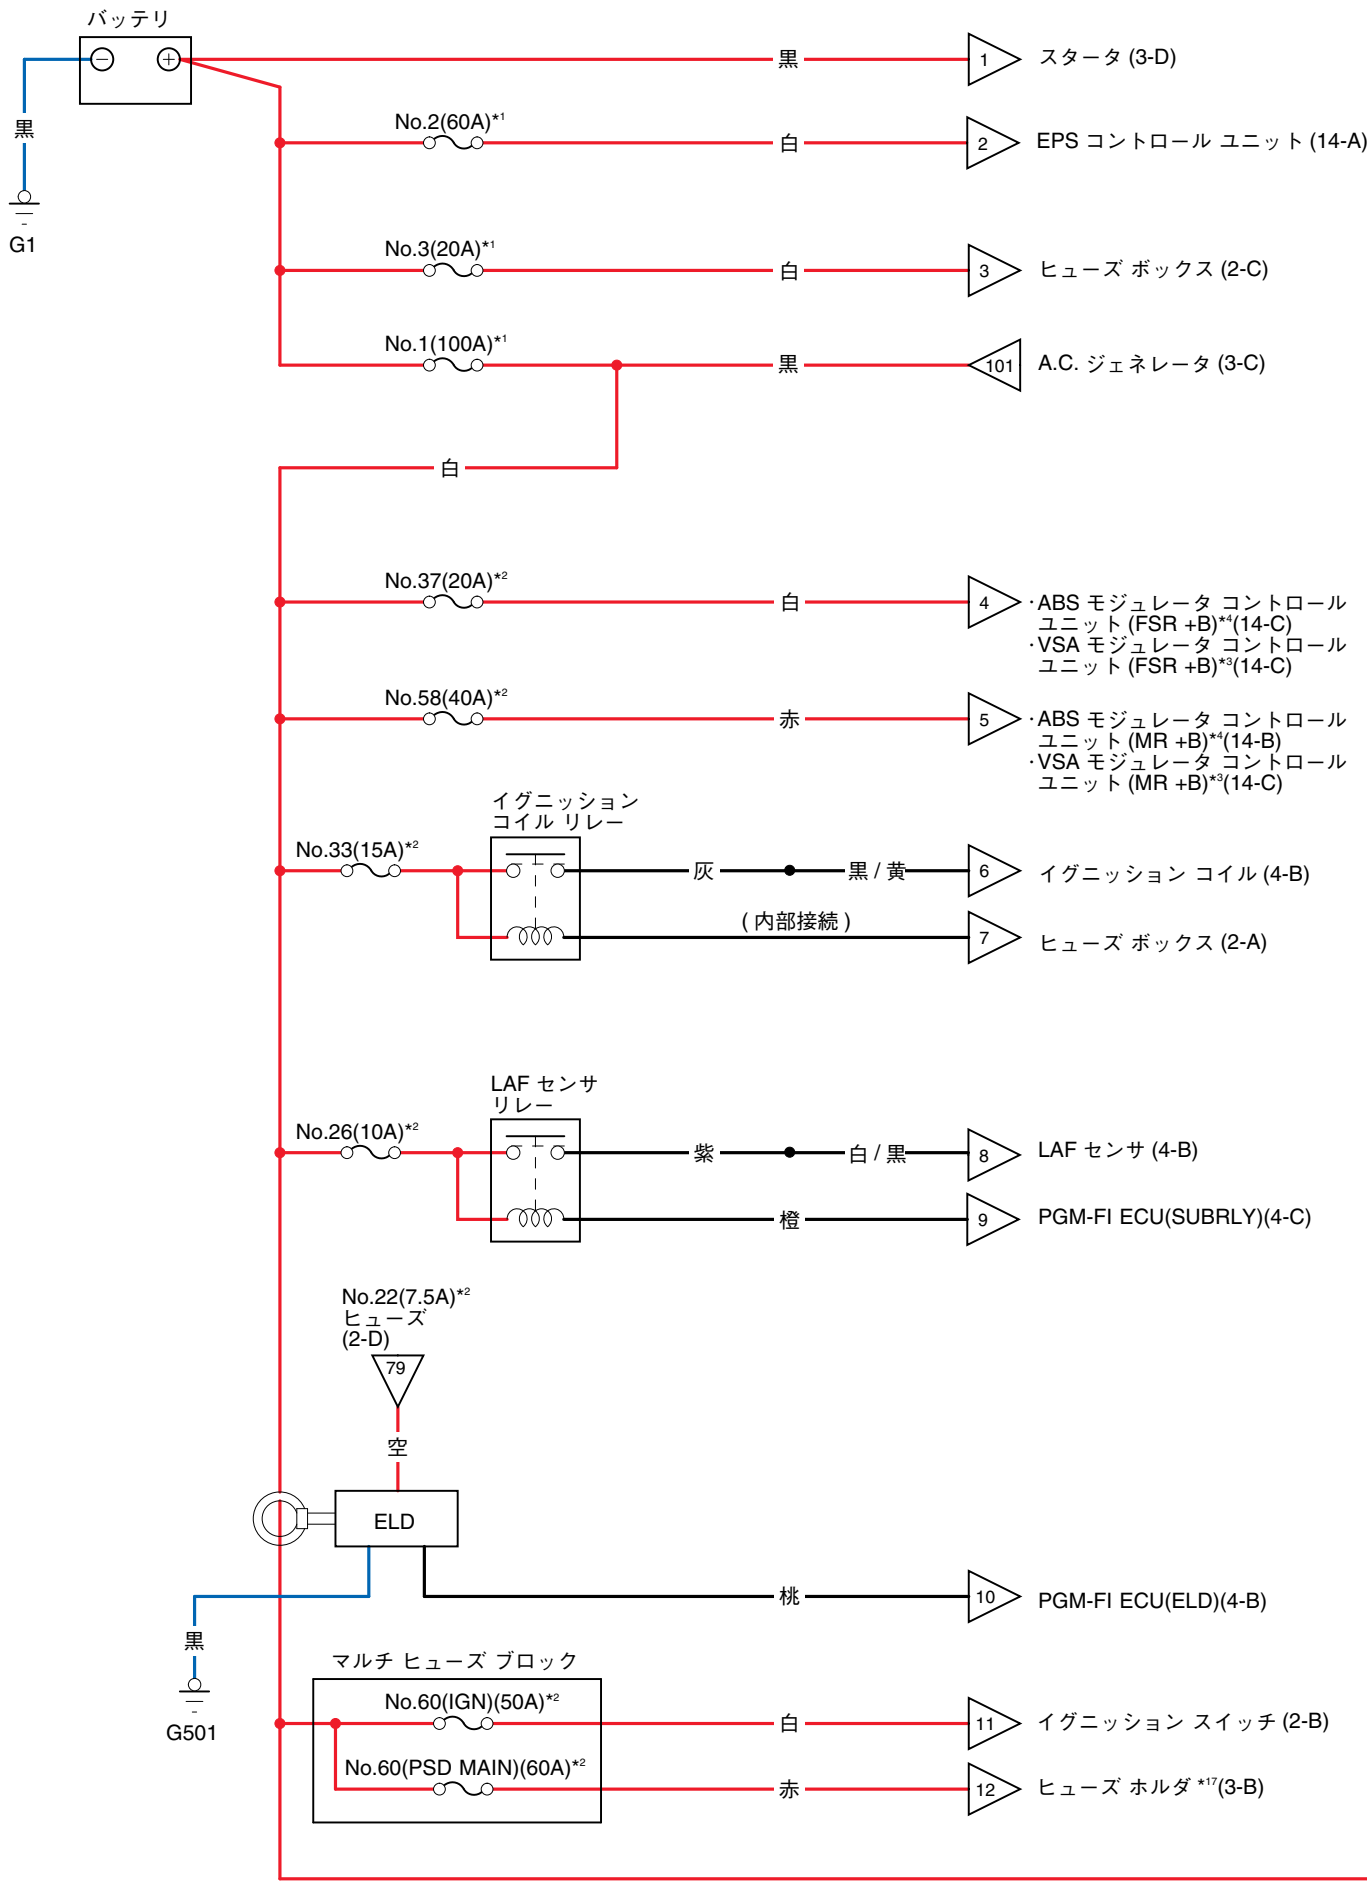 バッテリ
黒
1
スタータ (3-D)
黒
G1
No.2(60A)*1
白
2
EPS コントロール ユニット (14-A)
No.3(20A)*1
白
3
ヒューズ ボックス (2-C)
No.1(100A)*1
黒
101
A.C. ジェネレータ (3-C)
白
No.37(20A)*2
白
4
・ABS モジュレータ コントロール
ユニット (FSR +B)*4(14-C)
・VSA モジュレータ コントロール
ユニット (FSR +B)*3(14-C)
No.58(40A)*2
赤
5
・ABS モジュレータ コントロール
ユニット (MR +B)*4(14-B)
・VSA モジュレータ コントロール
ユニット (MR +B)*3(14-C)
イグニッション
コイル リレー
No.33(15A)*2
灰
黒 / 黄
6
イグニッション コイル (4-B)
( 内部接続 )
7
ヒューズ ボックス (2-A)
LAF センサ
リレー
No.26(10A)*2
紫
白 / 黒
8
LAF センサ (4-B)
橙
9
PGM-FI ECU(SUBRLY)(4-C)
No.22(7.5A)*2
ヒューズ
(2-D)
79
空
ELD
桃
10
PGM-FI ECU(ELD)(4-B)
黒
G501
マルチ ヒューズ ブロック
No.60(IGN)(50A)*2
白
11
イグニッション スイッチ (2-B)
No.60(PSD MAIN)(60A)*2
赤
12
ヒューズ ホルダ *17(3-B)